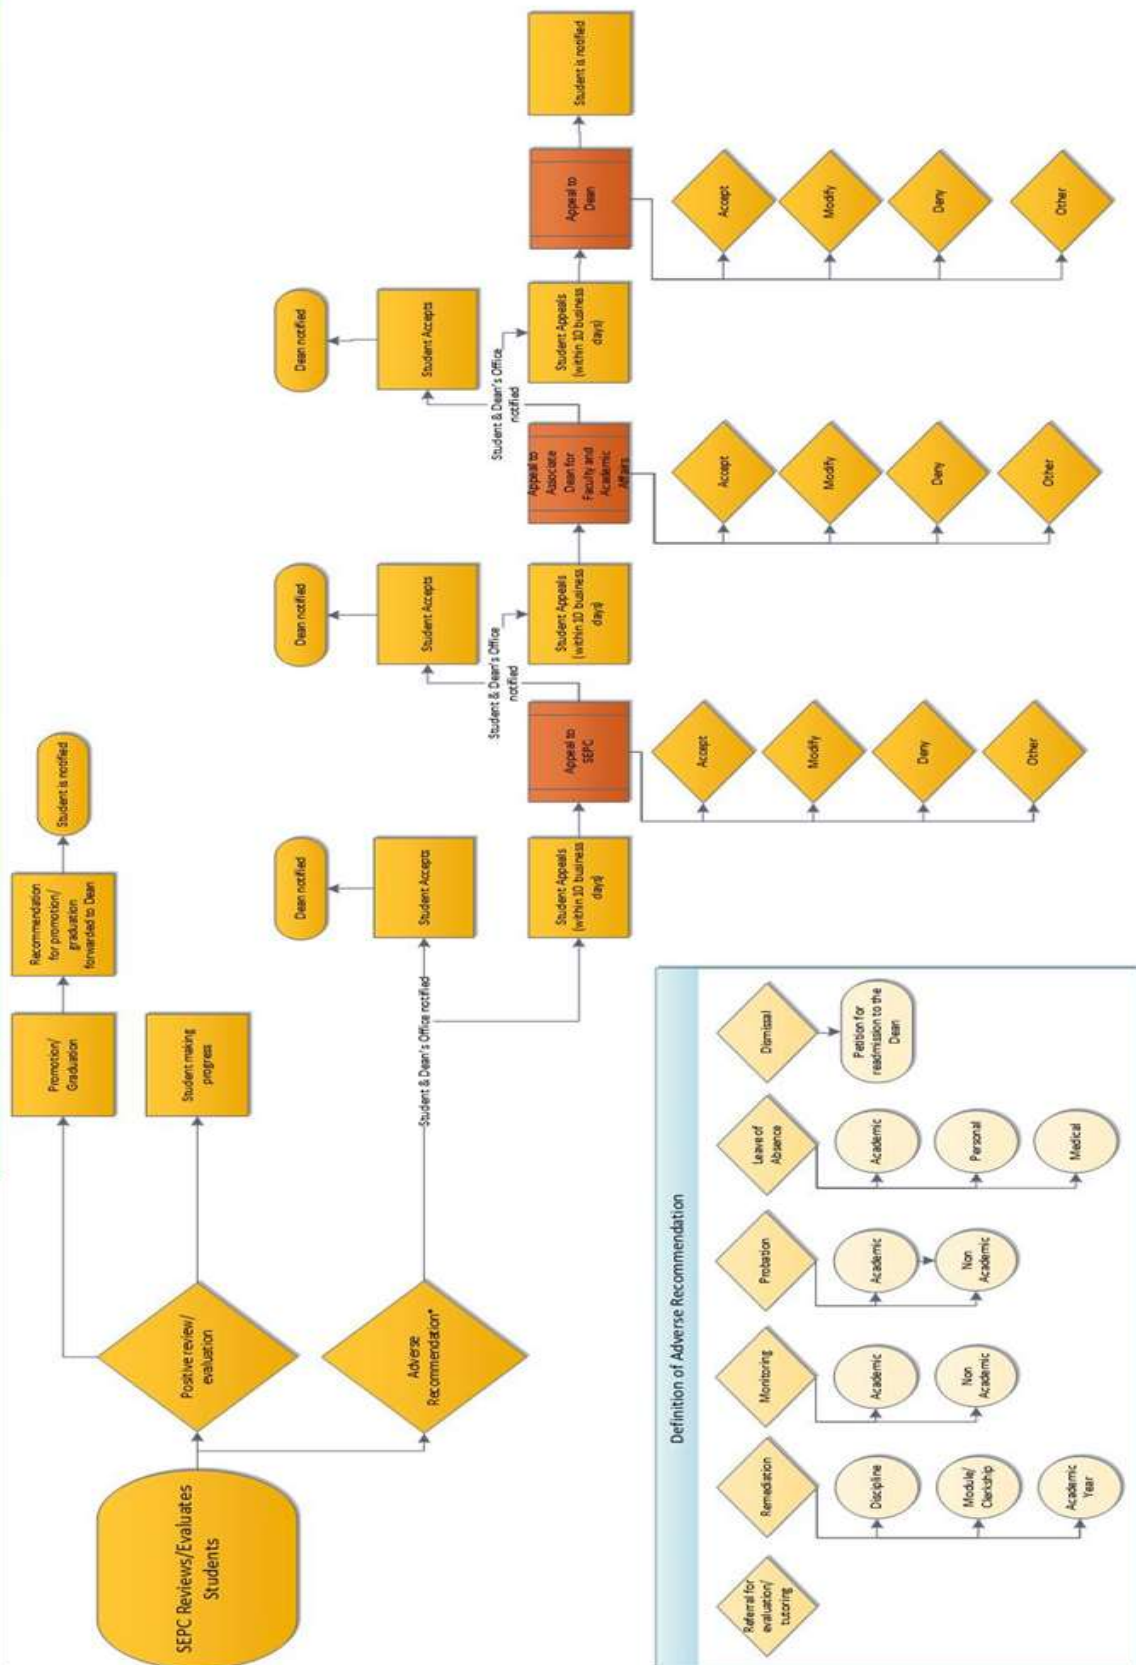 SEPC Reviews/Evaluates
Students
Positive review/
evaluation
Promotion/
Graduation
Recommendation
for promotion/
graduation
forwarded to Dean
Student is notified
Student making
progress
Adverse
Recommendation*
Student & Dean's Office notified
Student Accepts
Dean notified
Student Appeals
(within 10 business
days)
Appeal to
SEPC
Accept
Modify
Deny
Other
Student & Dean's Office
notified
Student Accepts
Dean notified
Student Appeals
(within 10 business
days)
Appeal to
Associate
Dean for
Faculty and
Academic
Affairs
Accept
Modify
Deny
Other
Student & Dean's Office
notified
Student Accepts
Dean notified
Student Appeals
(within 10 business
days)
Appeal to
Dean
Accept
Modify
Deny
Other
Student is notified
Definition of Adverse Recommendation
Referral for
evaluation/
tutoring
Remediation
Discipline
Module/
Clerkship
Academic
Year
Monitoring
Academic
Non
Academic
Probation
Academic
Non
Academic
Leave of
Absence
Academic
Personal
Medical
Dismissal
Petition for
readmission to the
Dean